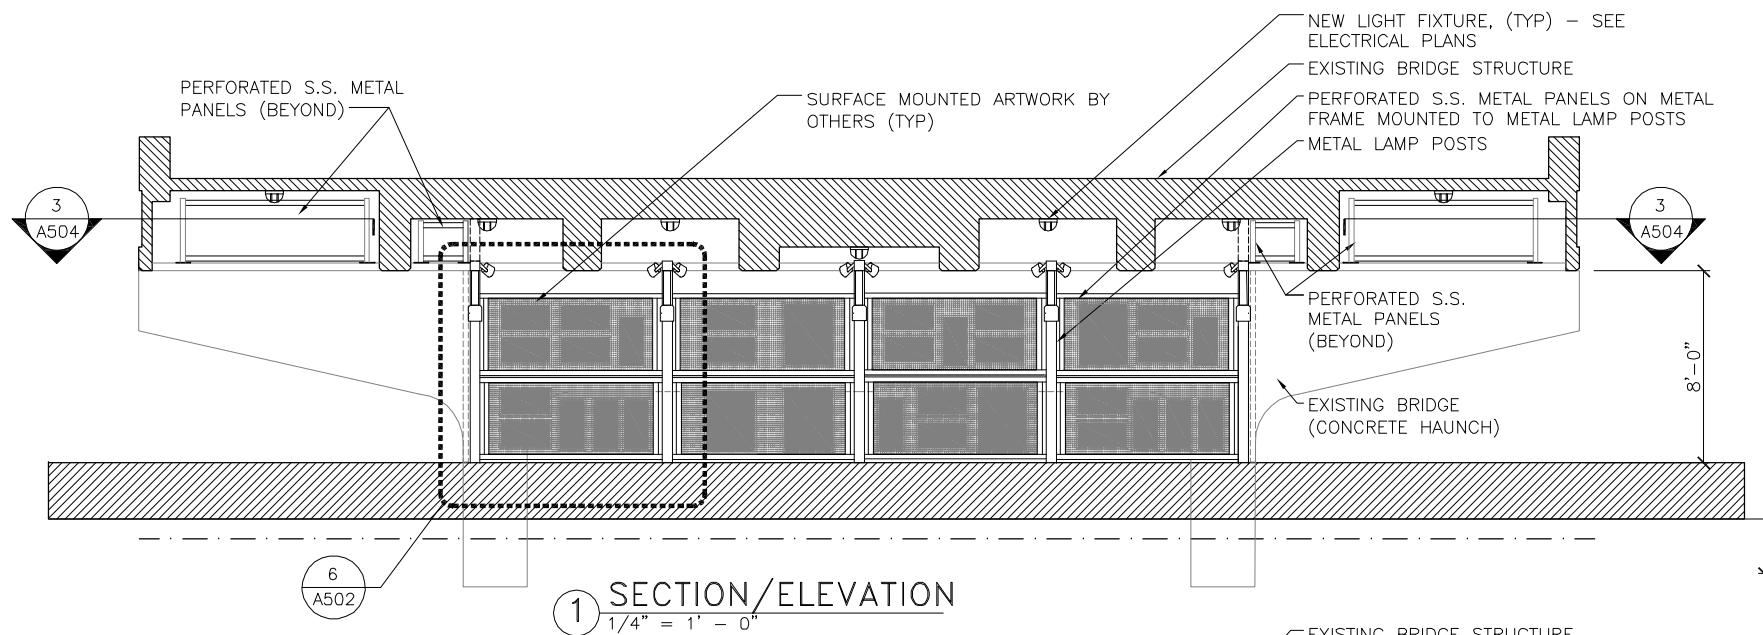 NEW LIGHT FIXTURE, (TYP) – SEE
ELECTRICAL PLANS
EXISTING BRIDGE STRUCTURE
PERFORATED S.S. METAL PANELS ON METAL
FRAME MOUNTED TO METAL LAMP POSTS
METAL LAMP POSTS
PERFORATED S.S. METAL
PANELS (BEYOND)
SURFACE MOUNTED ARTWORK BY
OTHERS (TYP)
3
A504
3
A504
PERFORATED S.S.
METAL PANELS
(BEYOND)
8'-0"
EXISTING BRIDGE
(CONCRETE HAUNCH)
6
A502
1 SECTION/ELEVATION
1/4" = 1' - 0"
EXISTING BRIDGE STRUCTURE